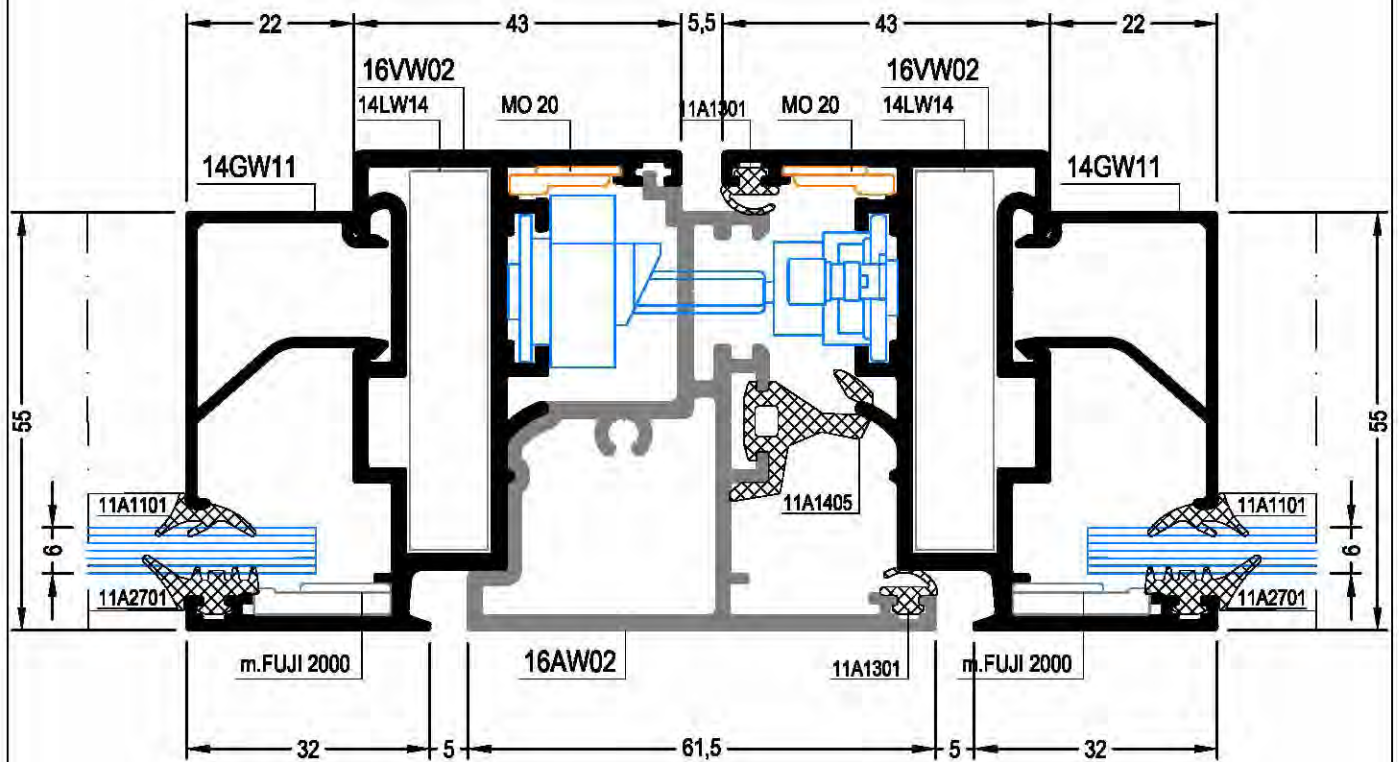 22 43 5,5 43 22
16VW02 16VW02
14LW14 MO 20 11A1301 MO 20 14LW14
14GW11 14GW11
55 55
11A1101 11A1405 11A1101
6 6
11A2701 11A2701
m.FUJI 2000 16AW02 11A1301 m.FUJI 2000
32 5 61,5 5 32